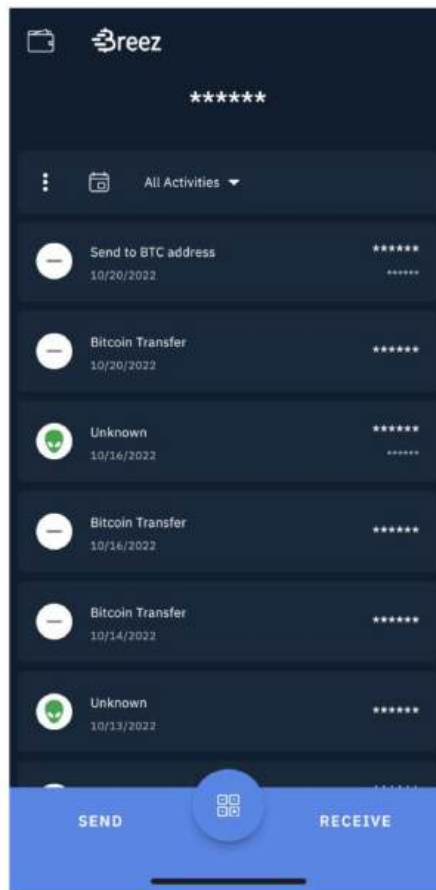 Breez
******
All Activities
Send to BTC address
******
10/20/2022
******
Bitcoin Transfer
******
10/20/2022
Unknown
******
10/16/2022
******
Bitcoin Transfer
******
10/16/2022
Bitcoin Transfer
******
10/14/2022
Unknown
******
10/13/2022
SEND
RECEIVE